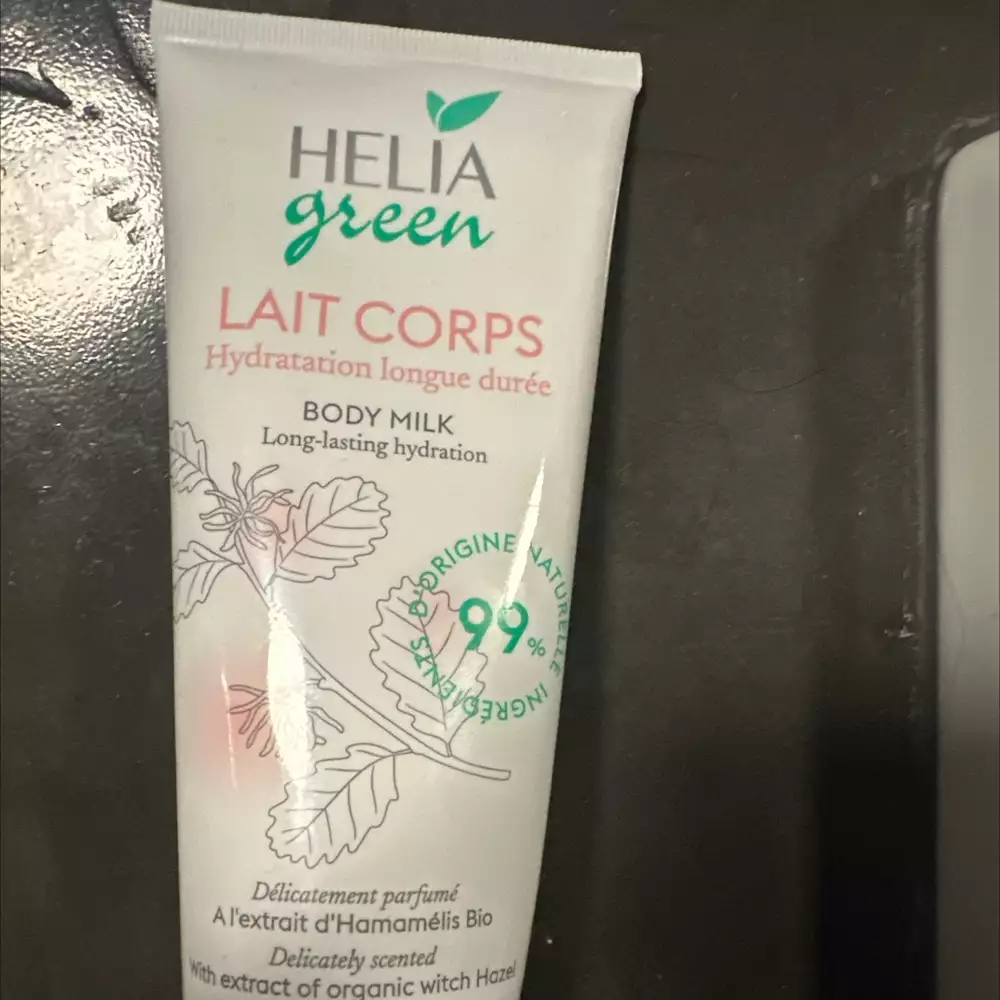 HELIA
green
LAIT CORPS
Hydratation longue durée
BODY MILK
Long-lasting hydration
99%
INGRÉDIENTS D'ORIGINE NATURELLE
Délicatement parfumé
A l'extrait d'Hamamélis Bio
Delicately scented
With extract of organic witch Hazel